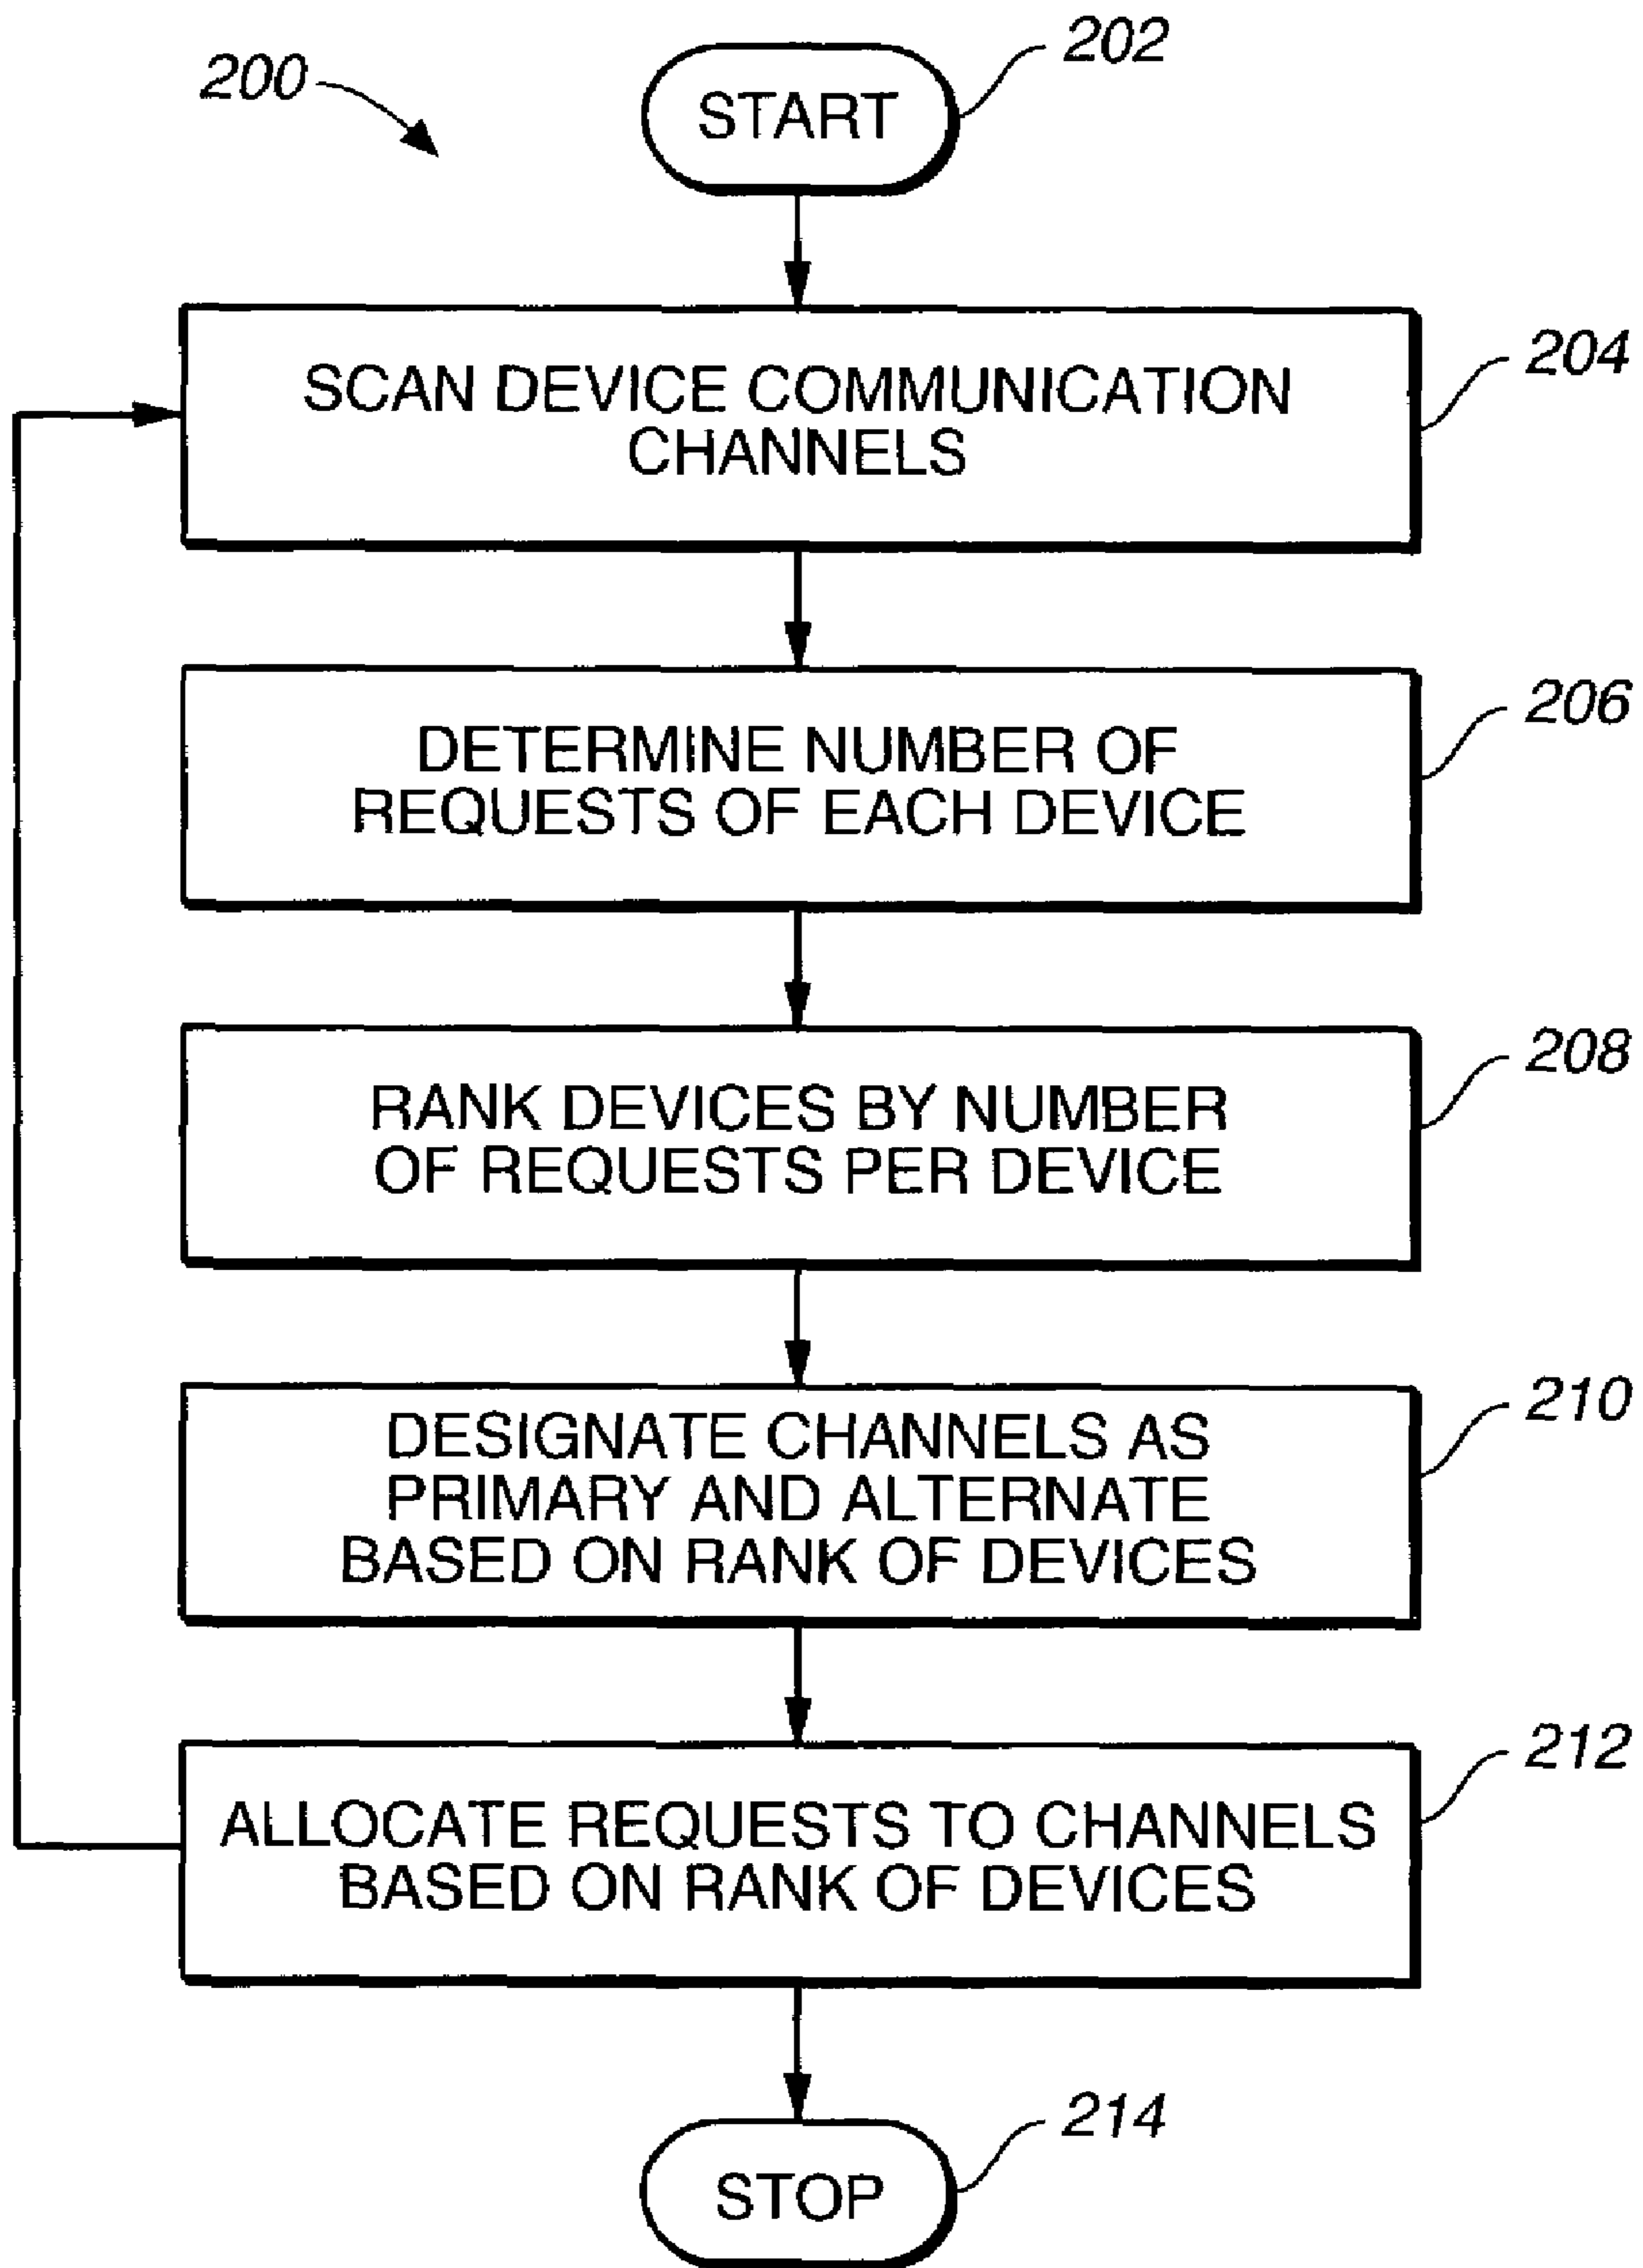 200
START
202
SCAN DEVICE COMMUNICATION
CHANNELS
204
DETERMINE NUMBER OF
REQUESTS OF EACH DEVICE
206
RANK DEVICES BY NUMBER
OF REQUESTS PER DEVICE
208
DESIGNATE CHANNELS AS
PRIMARY AND ALTERNATE
BASED ON RANK OF DEVICES
210
ALLOCATE REQUESTS TO CHANNELS
BASED ON RANK OF DEVICES
212
STOP
214